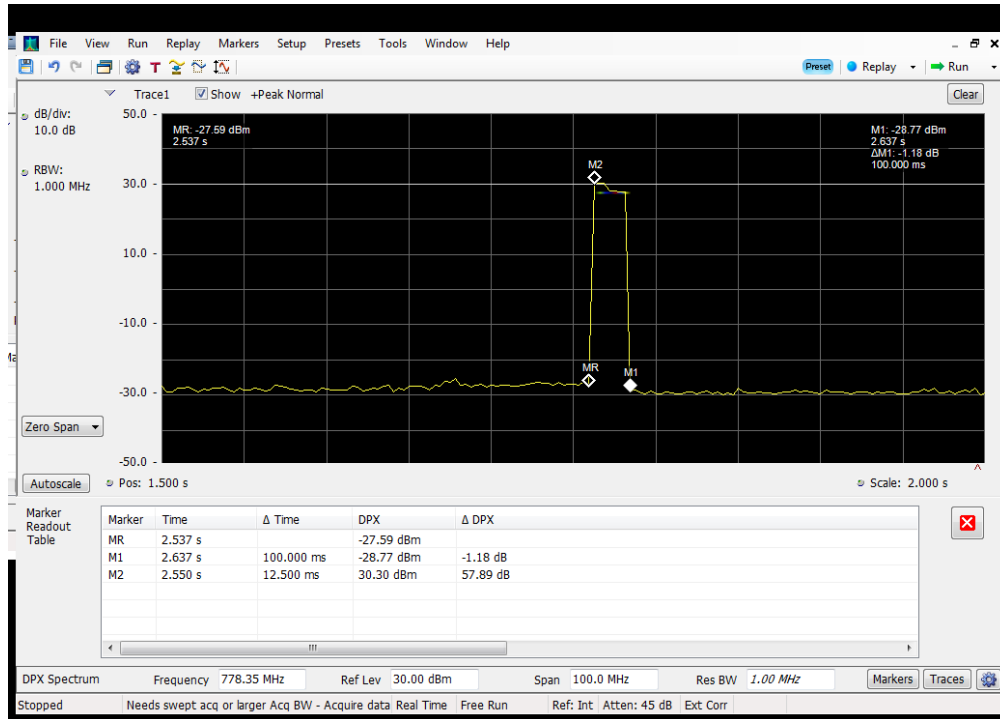 File View Run Replay Markers Setup Presets Tools Window Help
T Preset Replay Run
Trace1 Show +Peak Normal Clear
dB/div:
10.0 dB
RBW:
1.000 MHz
50.0
30.0
10.0
-10.0
-30.0
-50.0
MR: -27.59 dBm
2.537 s
M1: -28.77 dBm
2.637 s
ΔM1: -1.18 dB
100.000 ms
M2
MR
M1
Zero Span
Autoscale Pos: 1.500 s Scale: 2.000 s
Marker
Readout
Table
Marker Time Δ Time DPX Δ DPX
MR 2.537 s -27.59 dBm
M1 2.637 s 100.000 ms -28.77 dBm -1.18 dB
M2 2.550 s 12.500 ms 30.30 dBm 57.89 dB
DPX Spectrum Frequency 778.35 MHz Ref Lev 30.00 dBm Span 100.0 MHz Res BW 1.00 MHz Markers Traces
Stopped Needs swept acq or larger Acq BW - Acquire data Real Time Free Run Ref: Int Atten: 45 dB Ext Corr